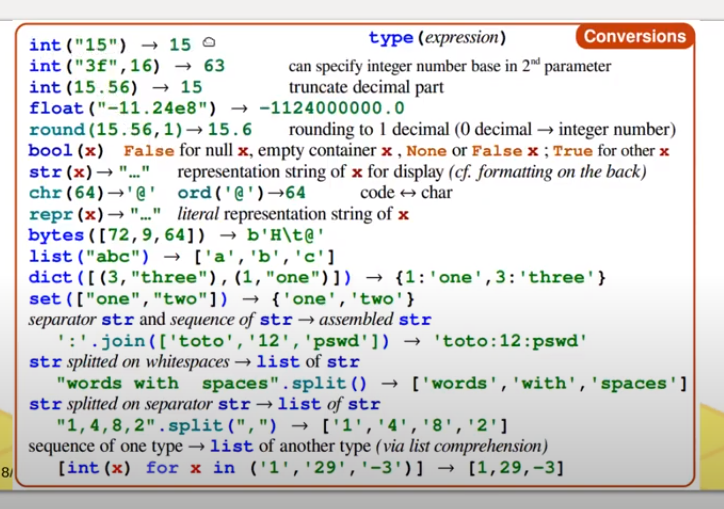 Conversions
type(expression)
int("15") → 15
int("3f",16) → 63 can specify integer number base in 2nd parameter
int(15.56) → 15 truncate decimal part
float("-11.24e8") → -1124000000.0
round(15.56,1)→15.6 rounding to 1 decimal (0 decimal → integer number)
bool(x) False for null x, empty container x , None or False x ; True for other x
str(x)→"…" representation string of x for display (cf. formatting on the back)
chr(64)→'@' ord('@')→64 code ↔ char
repr(x)→"…" literal representation string of x
bytes([72,9,64]) → b'H\t@'
list("abc") → ['a','b','c']
dict([(3,"three"),(1,"one")]) → {1:'one',3:'three'}
set(["one","two"]) → {'one','two'}
separator str and sequence of str → assembled str
':'.join(['toto','12','pswd']) → 'toto:12:pswd'
str splitted on whitespaces → list of str
"words with  spaces".split() → ['words','with','spaces']
str splitted on separator str → list of str
"1,4,8,2".split(",") → ['1','4','8','2']
sequence of one type → list of another type (via list comprehension)
[int(x) for x in ('1','29','-3')] → [1,29,-3]
8/